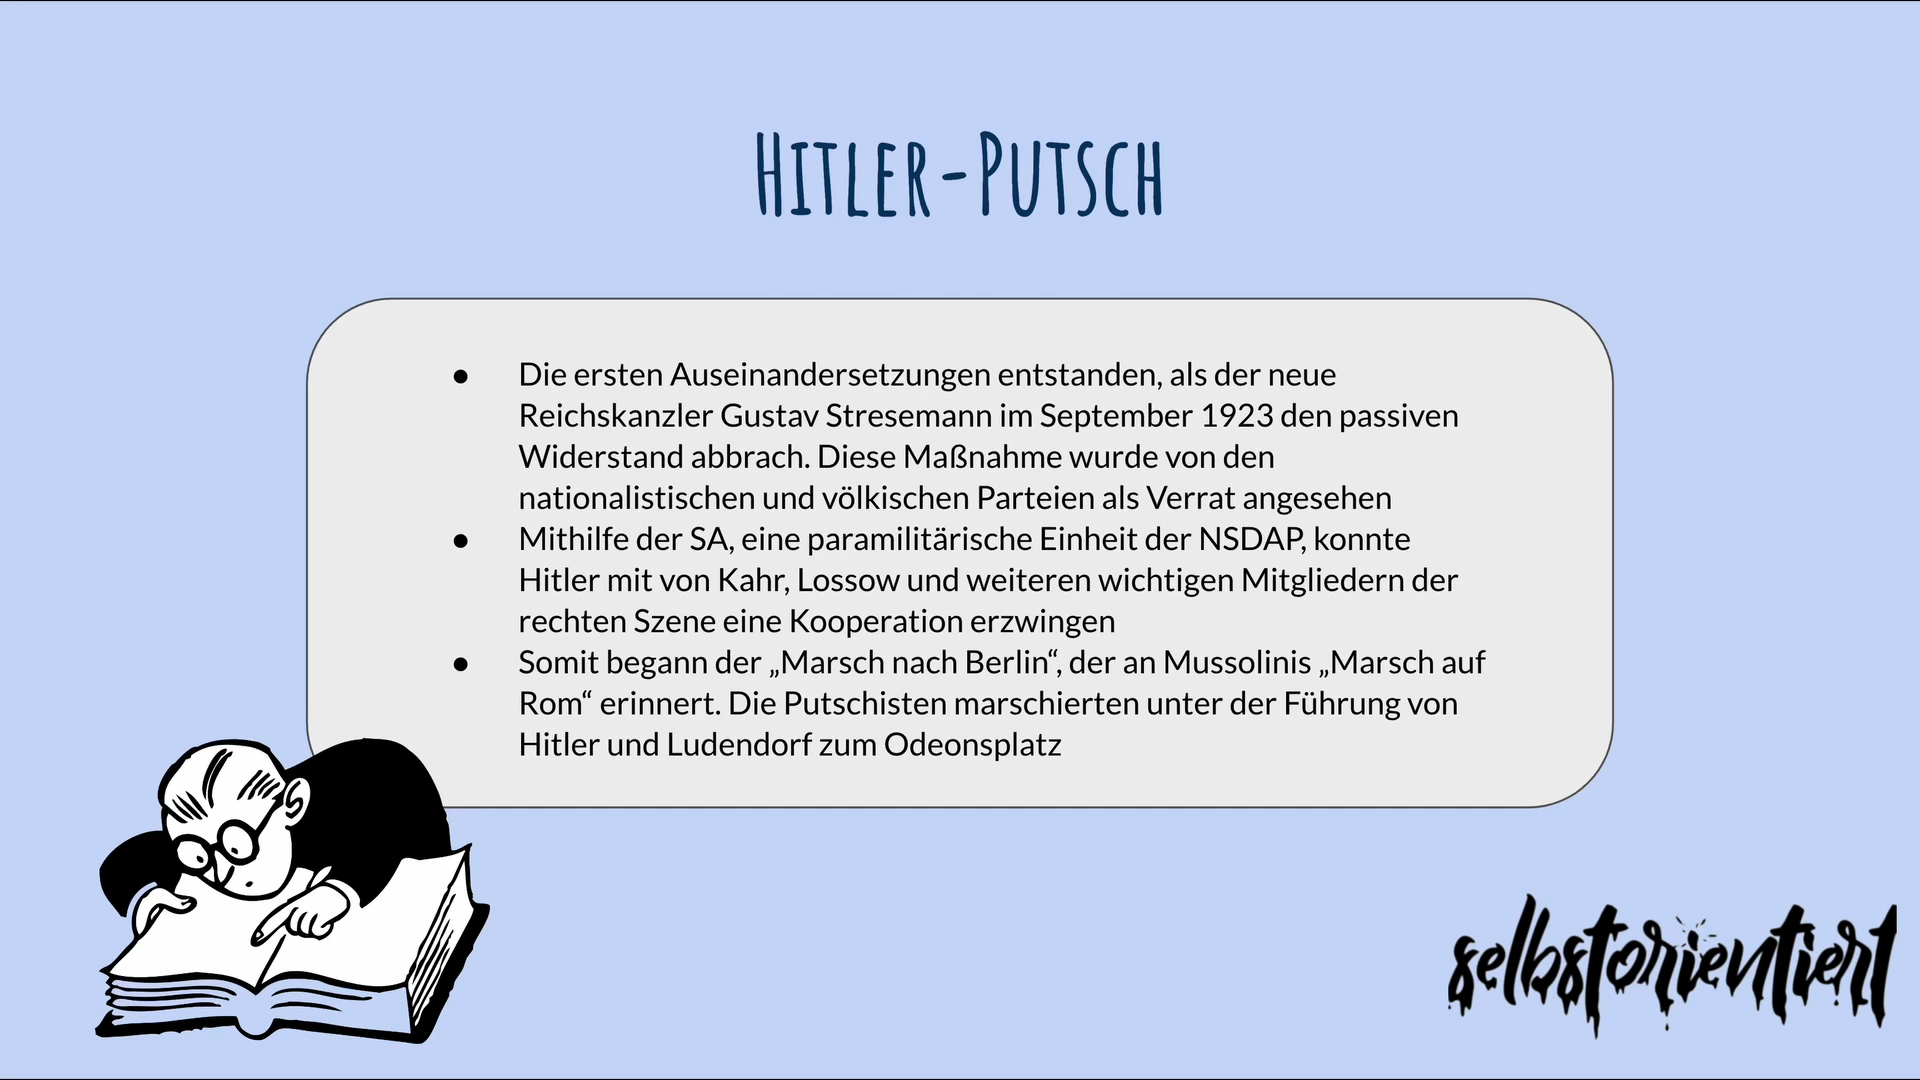 Hitler-Putsch
● Die ersten Auseinandersetzungen entstanden, als der neue
Reichskanzler Gustav Stresemann im September 1923 den passiven
Widerstand abbrach. Diese Maßnahme wurde von den
nationalistischen und völkischen Parteien als Verrat angesehen
● Mithilfe der SA, eine paramilitärische Einheit der NSDAP, konnte
Hitler mit von Kahr, Lossow und weiteren wichtigen Mitgliedern der
rechten Szene eine Kooperation erzwingen
● Somit begann der „Marsch nach Berlin“, der an Mussolinis „Marsch auf
Rom“ erinnert. Die Putschisten marschierten unter der Führung von
Hitler und Ludendorf zum Odeonsplatz
selbstorientiert